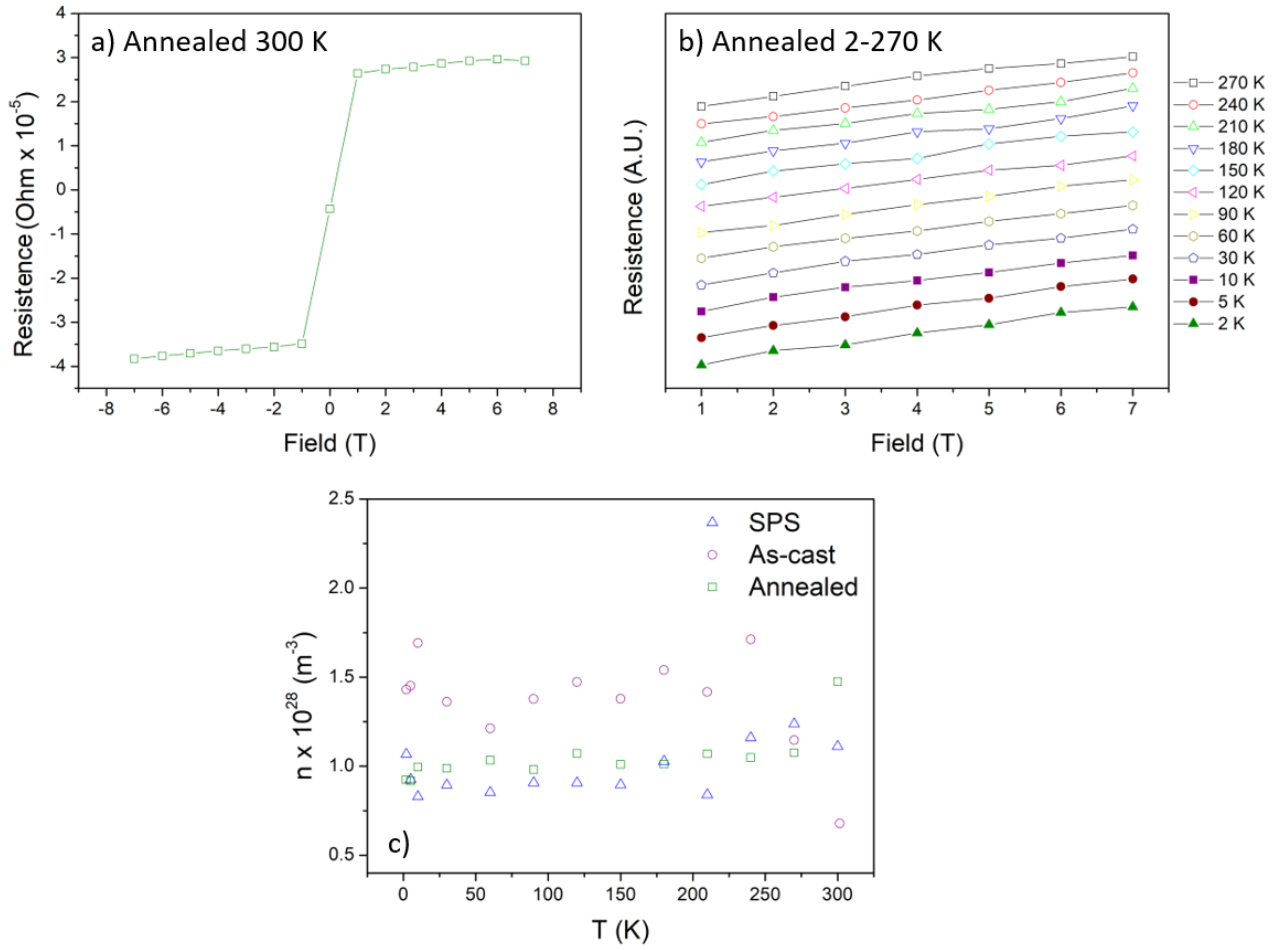 a) Annealed 300 K
4
3
2
1
0
-1
-2
-3
-4
Resistence (Ohm x 10^-5)
-8 -6 -4 -2 0 2 4 6 8
Field (T)
b) Annealed 2-270 K
Resistence (A.U.)
1 2 3 4 5 6 7
Field (T)
270 K
240 K
210 K
180 K
150 K
120 K
90 K
60 K
30 K
10 K
5 K
2 K
2.5
2.0
1.5
1.0
0.5
n x 10^28 (m^-3)
SPS
As-cast
Annealed
c)
0 50 100 150 200 250 300
T (K)